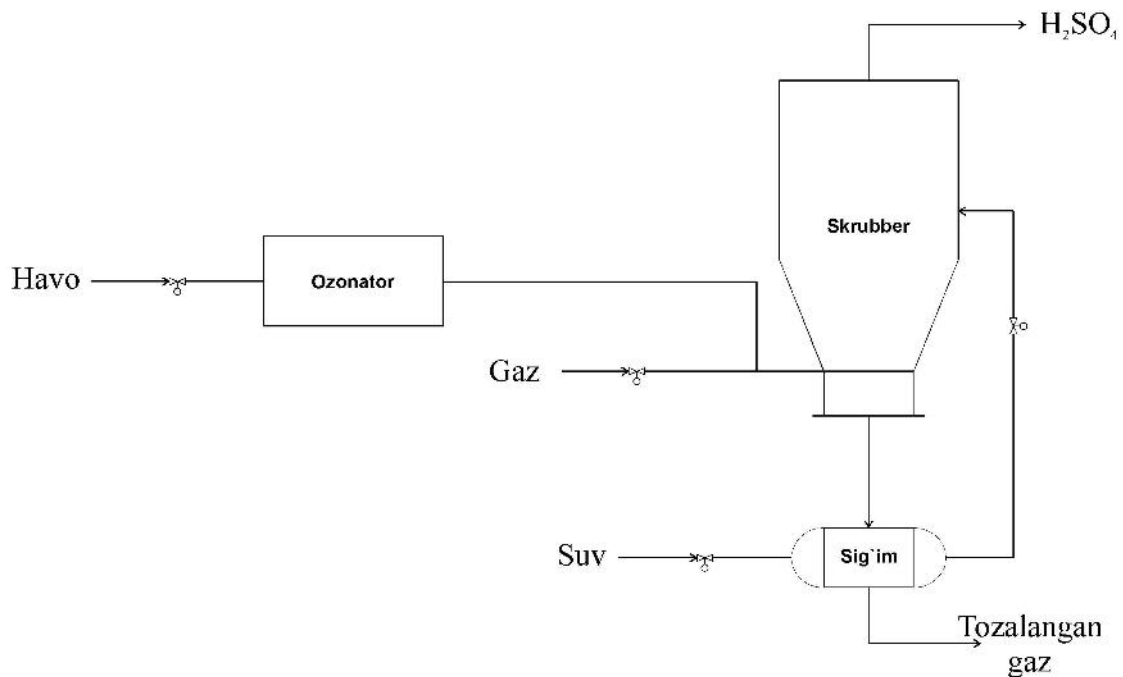 H₂SO₄
Skrubber
Havo
Ozonator
Gaz
Suv
Sig`im
Tozalangan
gaz